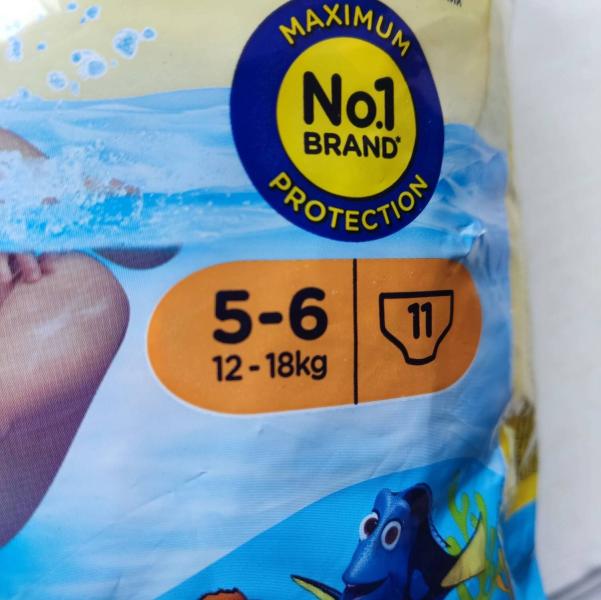 MAXIMUM
No.1
BRAND*
PROTECTION
5-6
12-18kg
11